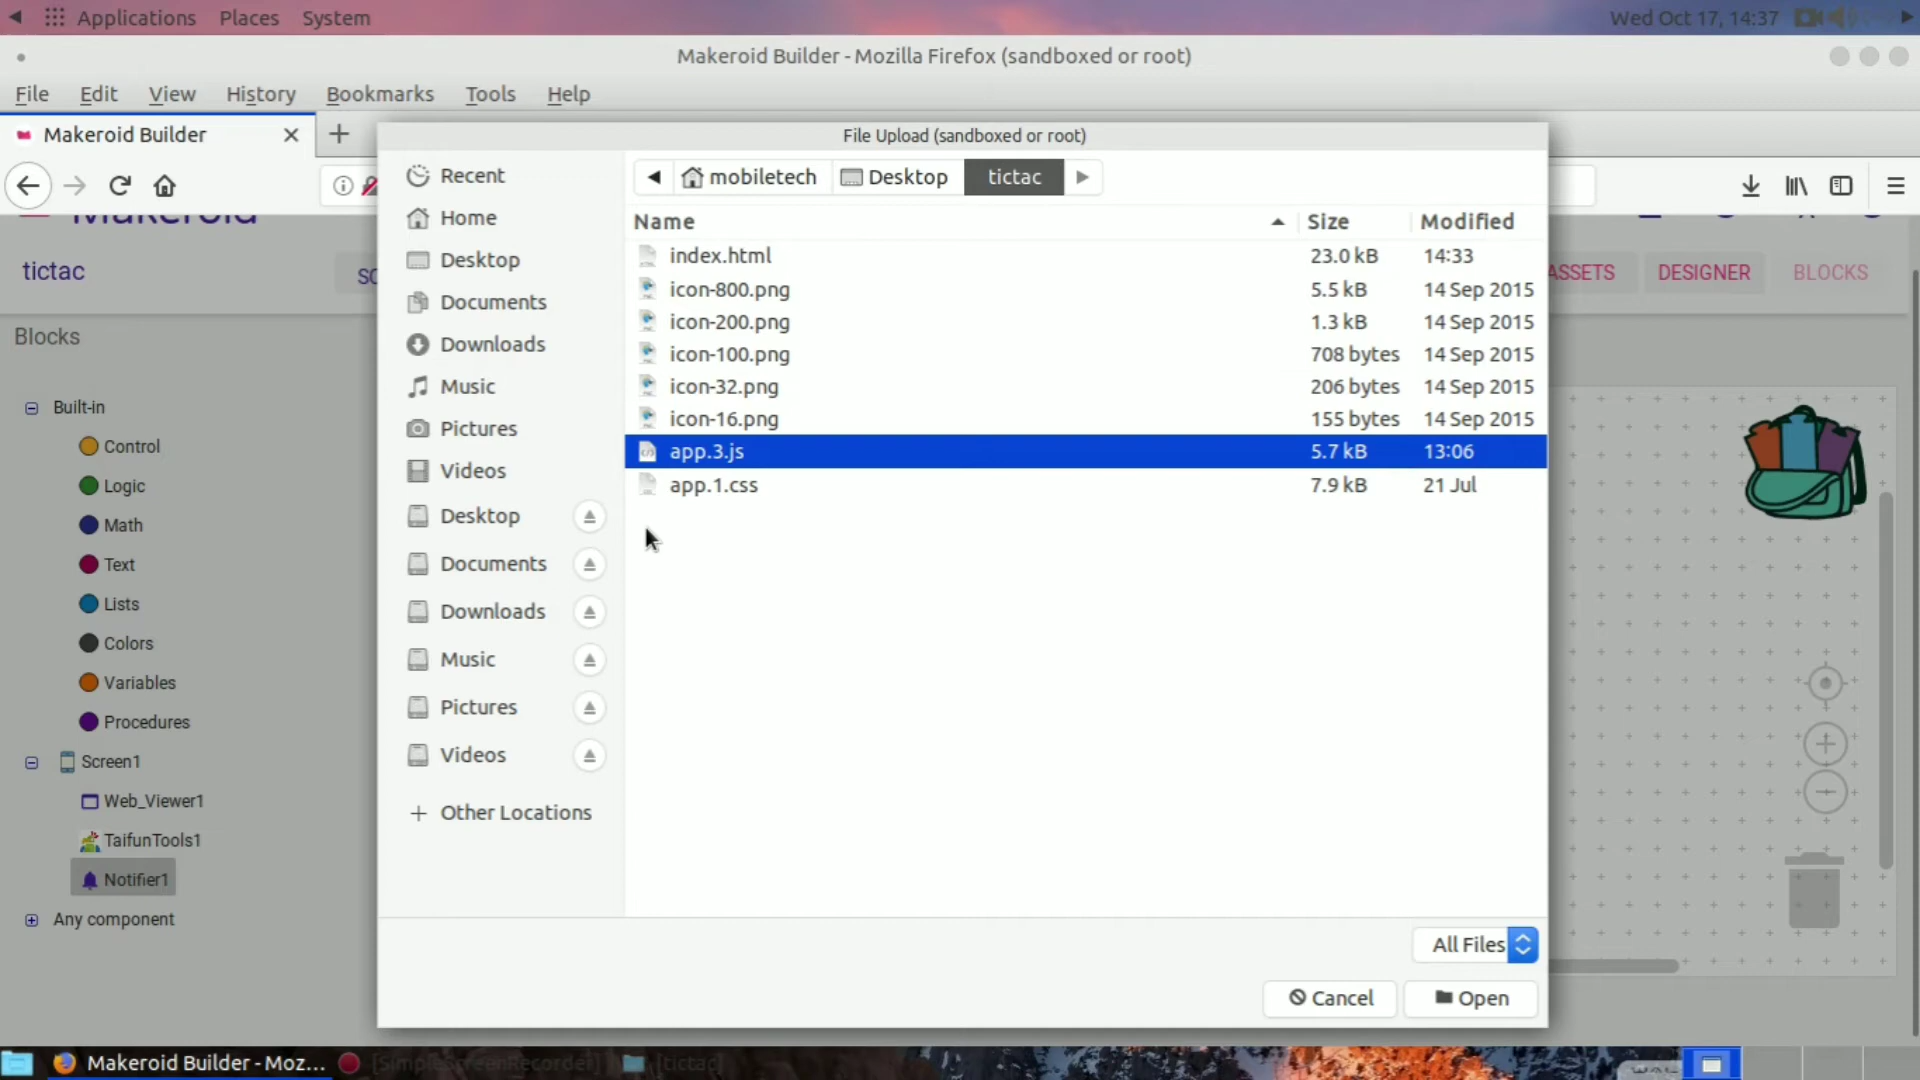 Applications Places System
Wed Oct 17, 14:37
Makeroid Builder - Mozilla Firefox (sandboxed or root)
File Edit View History Bookmarks Tools Help
Makeroid Builder
File Upload (sandboxed or root)
Makeroid
tictac
ASSETS DESIGNER BLOCKS
Blocks
Built-in
Control
Logic
Math
Text
Lists
Colors
Variables
Procedures
Screen1
Web_Viewer1
TaifunTools1
Notifier1
Any component
Recent
Home
Desktop
Documents
Downloads
Music
Pictures
Videos
Desktop
Documents
Downloads
Music
Pictures
Videos
Other Locations
mobiletech Desktop tictac
Name Size Modified
index.html 23.0 kB 14:33
icon-800.png 5.5 kB 14 Sep 2015
icon-200.png 1.3 kB 14 Sep 2015
icon-100.png 708 bytes 14 Sep 2015
icon-32.png 206 bytes 14 Sep 2015
icon-16.png 155 bytes 14 Sep 2015
app.3.js 5.7 kB 13:06
app.1.css 7.9 kB 21 Jul
All Files
Cancel Open
Makeroid Builder - Moz... [SimpleScreenRecorder] [tictac]